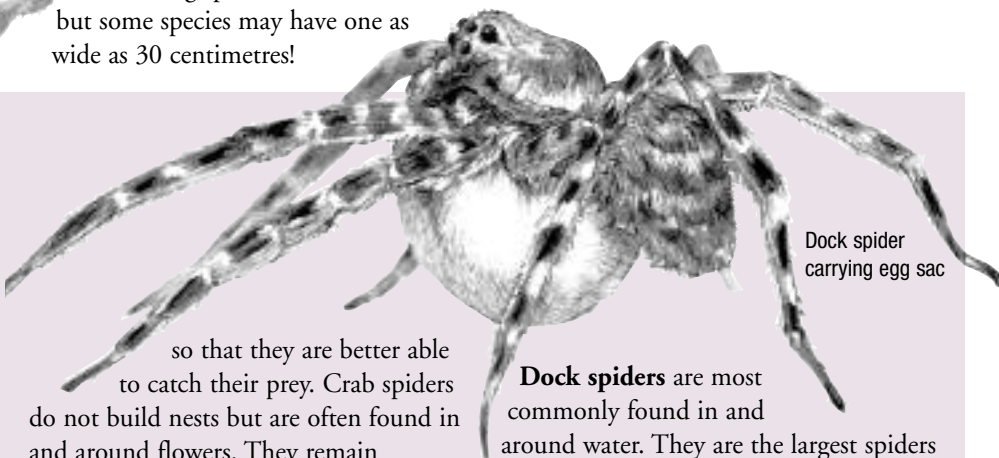 but some species may have one as
wide as 30 centimetres!
Dock spider
carrying egg sac
so that they are better able
to catch their prey. Crab spiders
do not build nests but are often found in
and around flowers. They remain
Dock spiders are most
commonly found in and
around water. They are the largest spiders